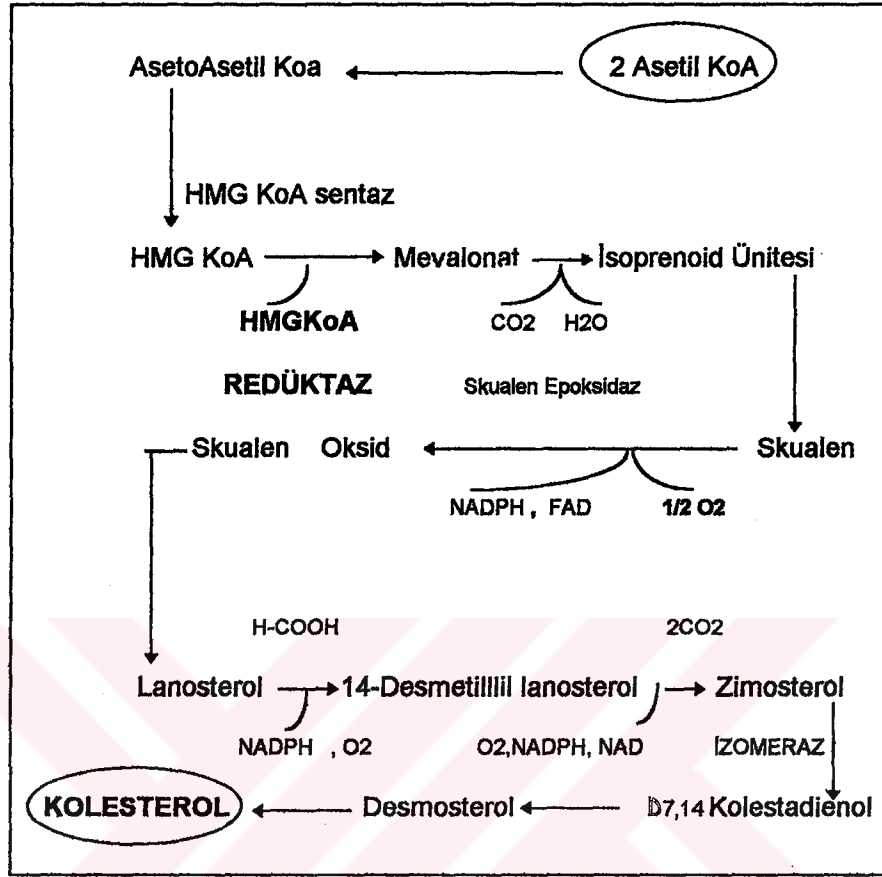 AsetoAsetil Koa 2 Asetil KoA
HMG KoA sentaz
HMG KoA Mevalonat İsoprenoid Ünitesi
HMGKoA CO2 H2O
REDÜKTAZ Skualen Epoksidaz
Skualen Oksid Skualen
NADPH , FAD 1/2 O2
H-COOH 2CO2
Lanosterol 14-Desmetilllil lanosterol Zimosterol
NADPH , O2 O2,NADPH, NAD İZOMERAZ
KOLESTEROL Desmosterol D7,14 Kolestadienol